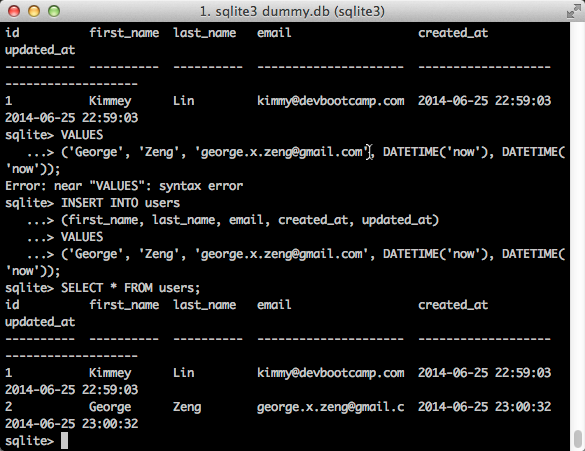 1. sqlite3 dummy.db (sqlite3)
id          first_name  last_name   email                 created_at
updated_at
----------  ----------  ----------  --------------------  -------------------
-------------------
1           Kimmey      Lin         kimmy@devbootcamp.com  2014-06-25 22:59:03
2014-06-25 22:59:03
sqlite> VALUES
   ...> ('George', 'Zeng', 'george.x.zeng@gmail.com', DATETIME('now'), DATETIME(
'now'));
Error: near "VALUES": syntax error
sqlite> INSERT INTO users
   ...> (first_name, last_name, email, created_at, updated_at)
   ...> VALUES
   ...> ('George', 'Zeng', 'george.x.zeng@gmail.com', DATETIME('now'), DATETIME(
'now'));
sqlite> SELECT * FROM users;
id          first_name  last_name   email                 created_at
updated_at
----------  ----------  ----------  --------------------  -------------------
-------------------
1           Kimmey      Lin         kimmy@devbootcamp.com  2014-06-25 22:59:03
2014-06-25 22:59:03
2           George      Zeng        george.x.zeng@gmail.c  2014-06-25 23:00:32
2014-06-25 23:00:32
sqlite>